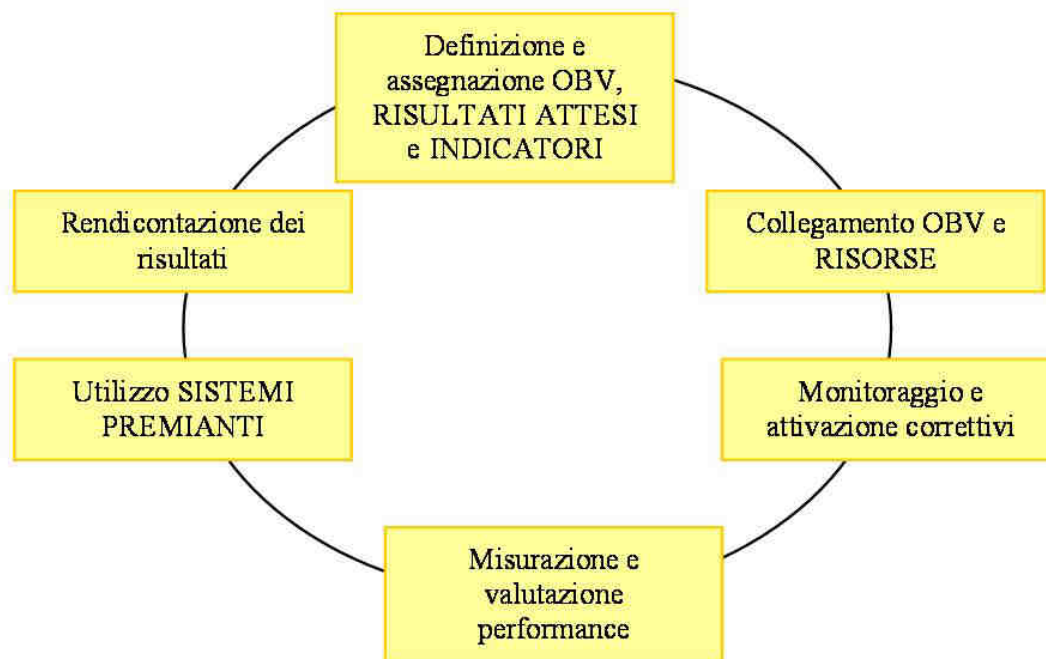 Definizione e
assegnazione OBV,
RISULTATI ATTESI
e INDICATORI
Collegamento OBV e
RISORSE
Monitoraggio e
attivazione correttivi
Misurazione e
valutazione
performance
Utilizzo SISTEMI
PREMIANTI
Rendicontazione dei
risultati